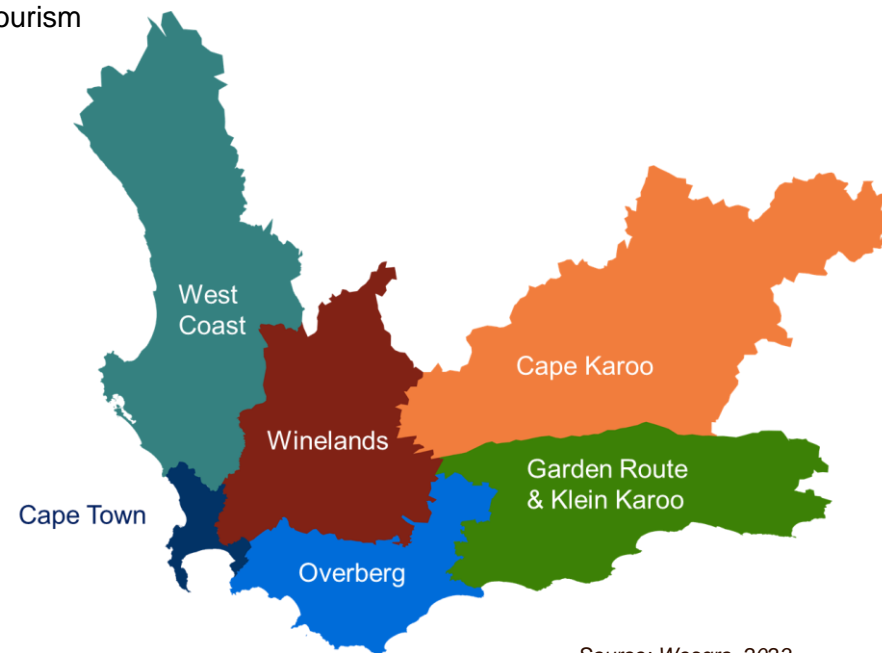 ourism
West
Coast
Cape Karoo
Winelands
Garden Route
& Klein Karoo
Cape Town
Overberg